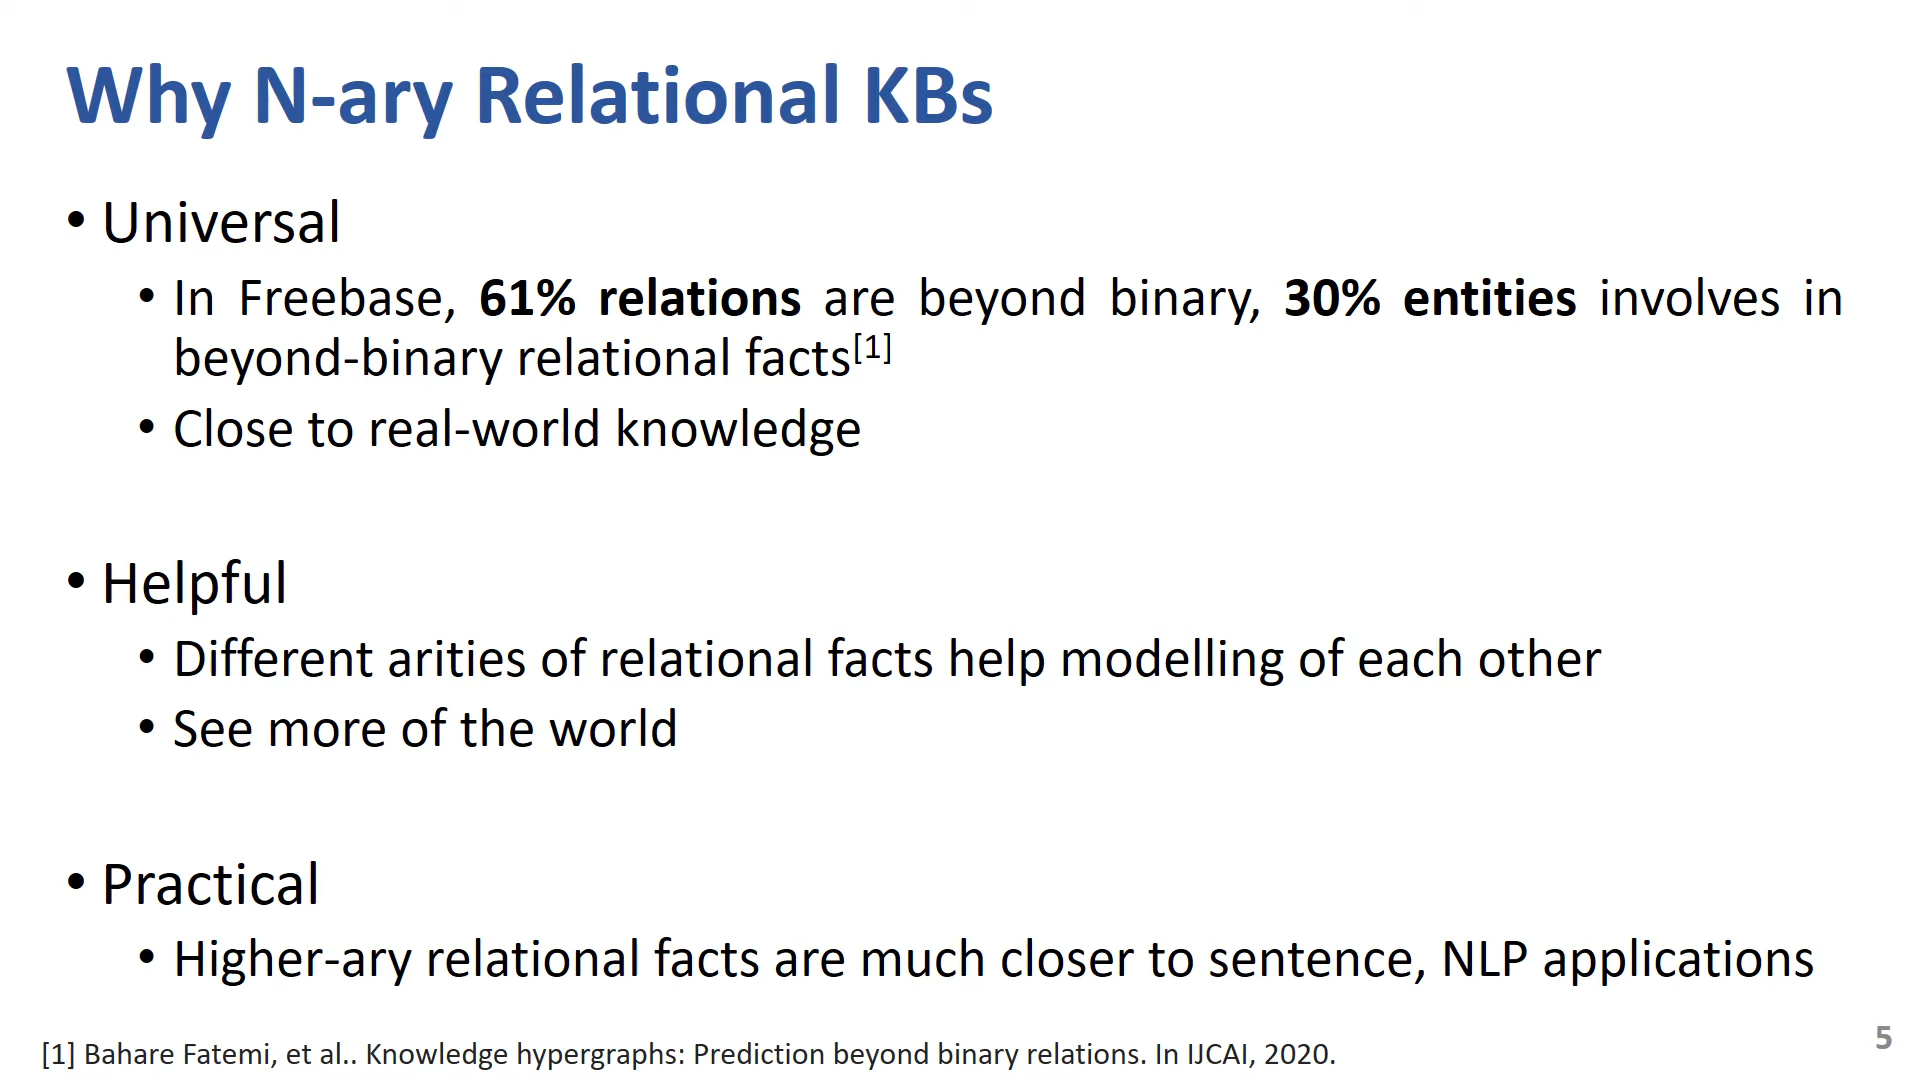 Why N-ary Relational KBs
• Universal
• In Freebase, 61% relations are beyond binary, 30% entities involves in
beyond-binary relational facts[1]
• Close to real-world knowledge
• Helpful
• Different arities of relational facts help modelling of each other
• See more of the world
• Practical
• Higher-ary relational facts are much closer to sentence, NLP applications
[1] Bahare Fatemi, et al.. Knowledge hypergraphs: Prediction beyond binary relations. In IJCAI, 2020.
5